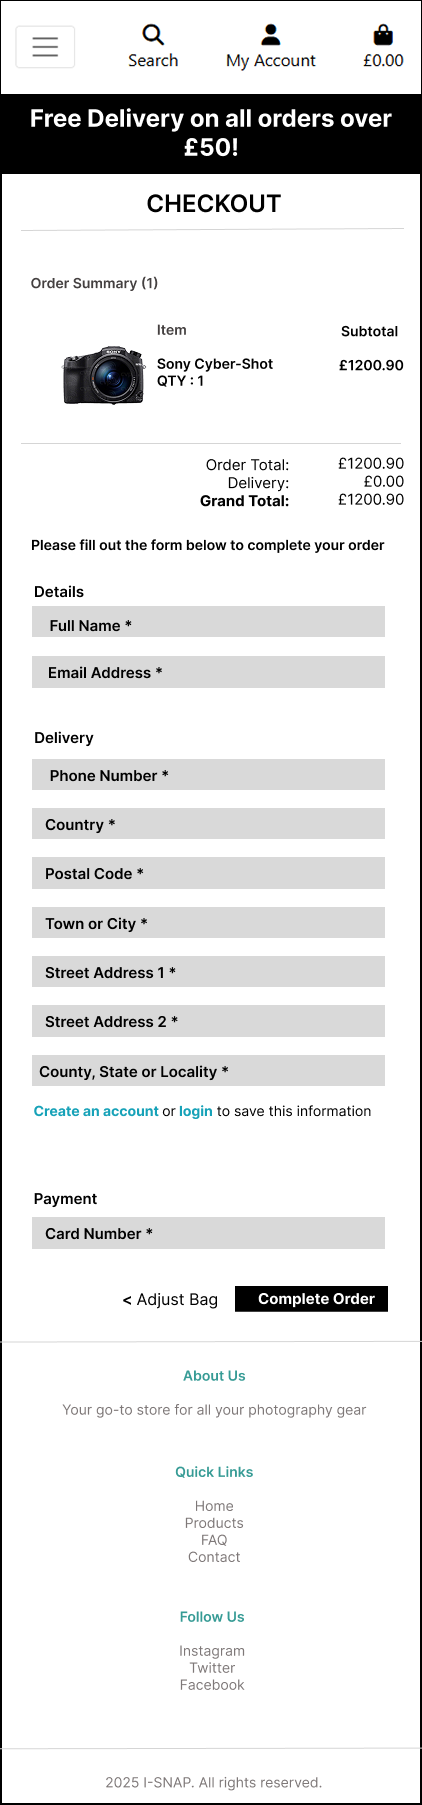 Search
My Account
£0.00
Free Delivery on all orders over
£50!
CHECKOUT
Order Summary (1)
Item
Subtotal
SONY
Sony Cyber-Shot
£1200.90
QTY : 1
Order Total: £1200.90
Delivery: £0.00
Grand Total: £1200.90
Please fill out the form below to complete your order
Details
Full Name *
Email Address *
Delivery
Phone Number *
Country *
Postal Code *
Town or City *
Street Address 1 *
Street Address 2 *
County, State or Locality *
Create an account or login to save this information
Payment
Card Number *
< Adjust Bag
Complete Order
About Us
Your go-to store for all your photography gear
Quick Links
Home
Products
FAQ
Contact
Follow Us
Instagram
Twitter
Facebook
2025 I-SNAP. All rights reserved.